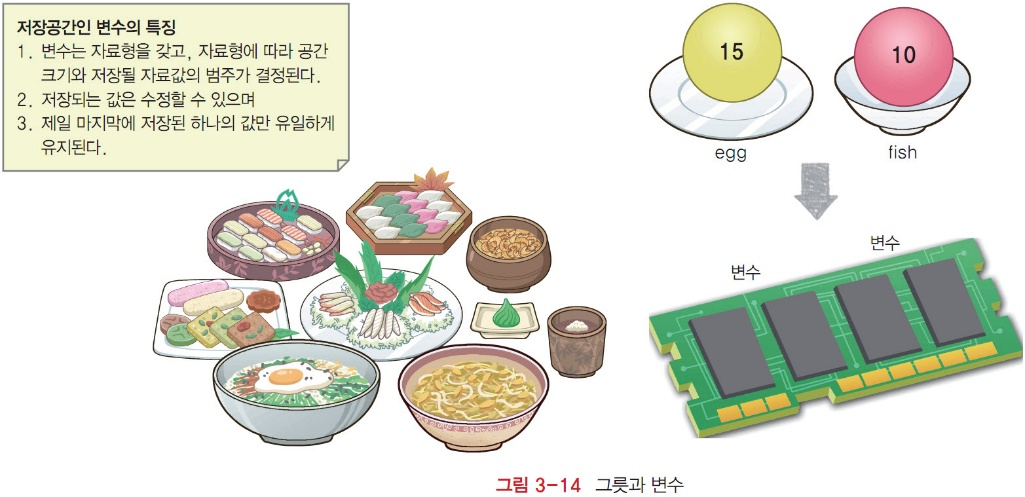 저장공간인 변수의 특징
1. 변수는 자료형을 갖고, 자료형에 따라 공간
크기와 저장될 자료값의 범주가 결정된다.
2. 저장되는 값은 수정할 수 있으며
3. 제일 마지막에 저장된 하나의 값만 유일하게
유지된다.
15
10
egg
fish
변수
변수
그림 3-14 그릇과 변수